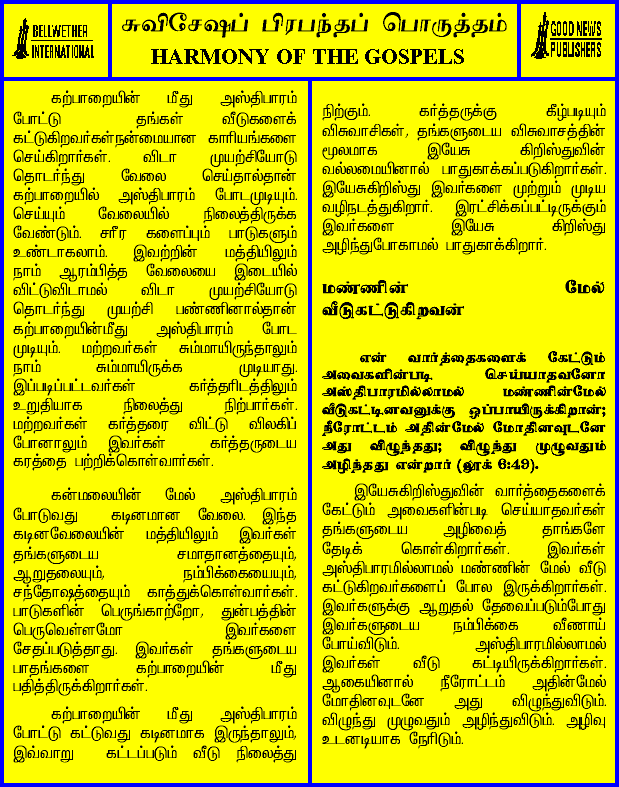 BELLWETHER
INTERNATIONAL
சுவிசேஷப் பிரபந்தப் பொருத்தம்
HARMONY OF THE GOSPELS
GOOD NEWS
PUBLISHERS
கற்பாறையின் மீது அஸ்திபாரம்
போட்டு தங்கள் வீடுகளைக்
கட்டுகிறவர்கள்நன்மையான காரியங்களை
செய்கிறார்கள். விடா முயற்சியோடு
தொடர்ந்து வேலை செய்தால்தான்
கற்பாறையில் அஸ்திபாரம் போடமுடியும்.
செய்யும் வேலையில் நிலைத்திருக்க
வேண்டும். சரீர களைப்பும் பாடுகளும்
உண்டாகலாம். இவற்றின் மத்தியிலும்
நாம் ஆரம்பித்த வேலையை இடையில்
விட்டுவிடாமல் விடா முயற்சியோடு
தொடர்ந்து முயற்சி பண்ணினால்தான்
கற்பாறையின்மீது அஸ்திபாரம் போட
முடியும். மற்றவர்கள் சும்மாயிருந்தாலும்
நாம் சும்மாயிருக்க முடியாது.
இப்படிப்பட்டவர்கள் கர்த்தரிடத்திலும்
உறுதியாக நிலைத்து நிற்பார்கள்.
மற்றவர்கள் கர்த்தரை விட்டு விலகிப்
போனாலும் இவர்கள் கர்த்தருடைய
கரத்தை பற்றிக்கொள்வார்கள்.
கன்மலையின் மேல் அஸ்திபாரம்
போடுவது கடினமான வேலை. இந்த
கடினவேலையின் மத்தியிலும் இவர்கள்
தங்களுடைய சமாதானத்தையும்,
ஆறுதலையும், நம்பிக்கையையும்,
சந்தோஷத்தையும் காத்துக்கொள்வார்கள்.
பாடுகளின் பெருங்காற்றோ, துன்பத்தின்
பெருவெள்ளமோ இவர்களை
சேதப்படுத்தாது. இவர்கள் தங்களுடைய
பாதங்களை கற்பாறையின் மீது
பதித்திருக்கிறார்கள்.
கற்பாறையின் மீது அஸ்திபாரம்
போட்டு கட்டுவது கடினமாக இருந்தாலும்,
இவ்வாறு கட்டப்படும் வீடு நிலைத்து
நிற்கும். கர்த்தருக்கு கீழ்படியும்
விசுவாசிகள், தங்களுடைய விசுவாசத்தின்
மூலமாக இயேசு கிறிஸ்துவின்
வல்லமையினால் பாதுகாக்கப்படுகிறார்கள்.
இயேசுகிறிஸ்து இவர்களை முற்றும் முடிய
வழிநடத்துகிறார். இரட்சிக்கப்பட்டிருக்கும்
இவர்களை இயேசு கிறிஸ்து
அழிந்துபோகாமல் பாதுகாக்கிறார்.
மண்ணின் மேல்
வீடுகட்டுகிறவன்
என் வார்த்தைகளைக் கேட்டும்
அவைகளின்படி செய்யாதவனோ
அஸ்திபாரமில்லாமல் மண்ணின்மேல்
வீடுகட்டினவனுக்கு ஒப்பாயிருக்கிறான்;
நீரோட்டம் அதின்மேல் மோதினவுடனே
அது விழுந்தது; விழுந்து முழுவதும்
அழிந்தது என்றார் (லூக் 6:49).
இயேசுகிறிஸ்துவின் வார்த்தைகளைக்
கேட்டும் அவைகளின்படி செய்யாதவர்கள்
தங்களுடைய அழிவைத் தாங்களே
தேடிக் கொள்கிறார்கள். இவர்கள்
அஸ்திபாரமில்லாமல் மண்ணின் மேல் வீடு
கட்டுகிறவர்களைப் போல இருக்கிறார்கள்.
இவர்களுக்கு ஆறுதல் தேவைப்படும்போது
இவர்களுடைய நம்பிக்கை வீணாய்
போய்விடும். அஸ்திபாரமில்லாமல்
இவர்கள் வீடு கட்டியிருக்கிறார்கள்.
ஆகையினால் நீரோட்டம் அதின்மேல்
மோதினவுடனே அது விழுந்துவிடும்.
விழுந்து முழுவதும் அழிந்துவிடும். அழிவு
உடனடியாக நேரிடும்.